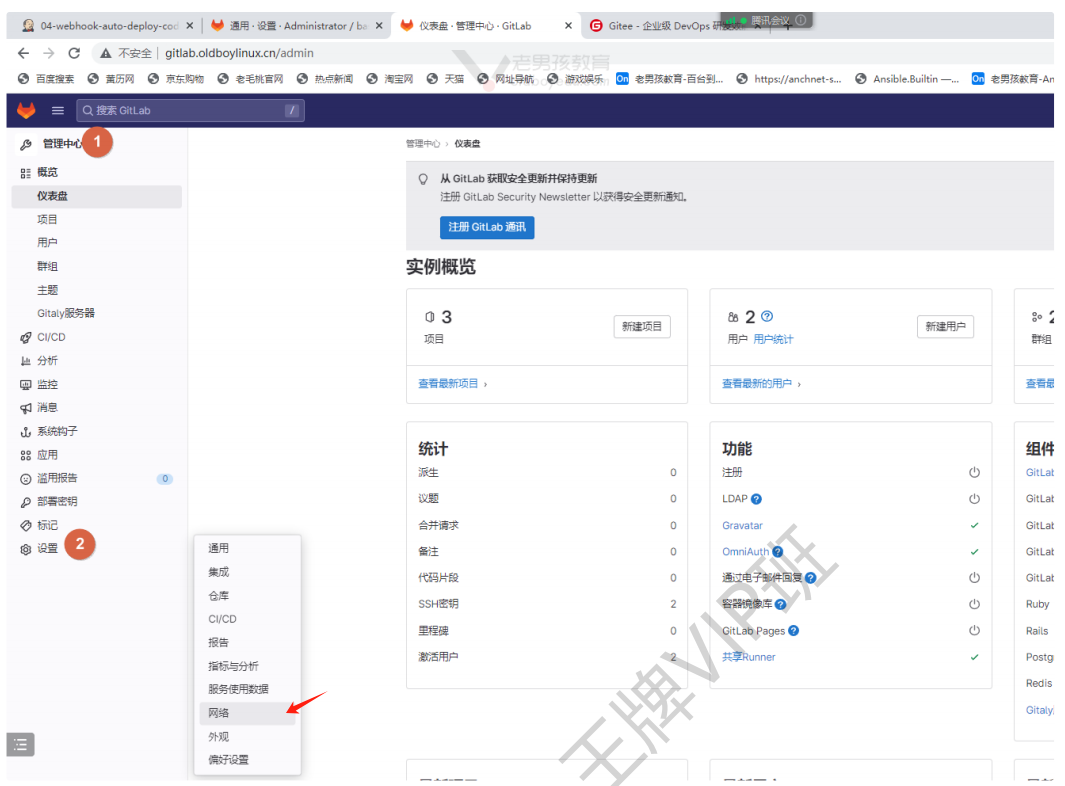 04-webhook-auto-deploy-cod
通用 · 设置 · Administrator / ba
仪表盘 · 管理中心 · GitLab
Gitee - 企业级 DevOps 研发
腾讯会议
不安全 | gitlab.oldboylinux.cn/admin
老男孩教育
百度搜索 黄历网 京东购物 老毛桃官网 热点新闻 淘宝网 天猫 网址导航 游戏娱乐 老男孩教育-百台到... https://anchnet-s... Ansible.Builtin —... 老男孩教育-An
搜索 GitLab /
管理中心 1
概览
仪表盘
项目
用户
群组
主题
Gitaly服务器
CI/CD
分析
监控
消息
系统钩子
应用
滥用报告 0
部署密钥
标记
设置 2
通用
集成
仓库
CI/CD
报告
指标与分析
服务使用数据
网络
外观
偏好设置
管理中心 › 仪表盘
从 GitLab 获取安全更新并保持更新
注册 GitLab Security Newsletter 以获得安全更新通知。
注册 GitLab 通讯
实例概览
3
项目
新建项目
查看最新项目 ›
2
用户 用户统计
新建用户
查看最新的用户 ›
2
群组
查看最
统计
派生 0
议题 0
合并请求 0
备注 0
代码片段 0
SSH密钥 2
里程碑 0
激活用户 2
功能
注册
LDAP
Gravatar
OmniAuth
通过电子邮件回复
容器镜像库
GitLab Pages
共享Runner
组件
GitLab
GitLab
GitLab
GitLab
GitLab
Ruby
Rails
Postg
Redis
Gitaly
王牌VIP班